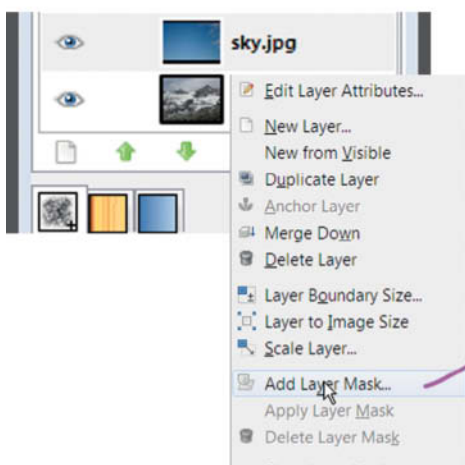 sky.jpg
Edit Layer Attributes...
New Layer...
New from Visible
Duplicate Layer
Anchor Layer
Merge Down
Delete Layer
Layer Boundary Size...
Layer to Image Size
Scale Layer...
Add Layer Mask...
Apply Layer Mask
Delete Layer Mask